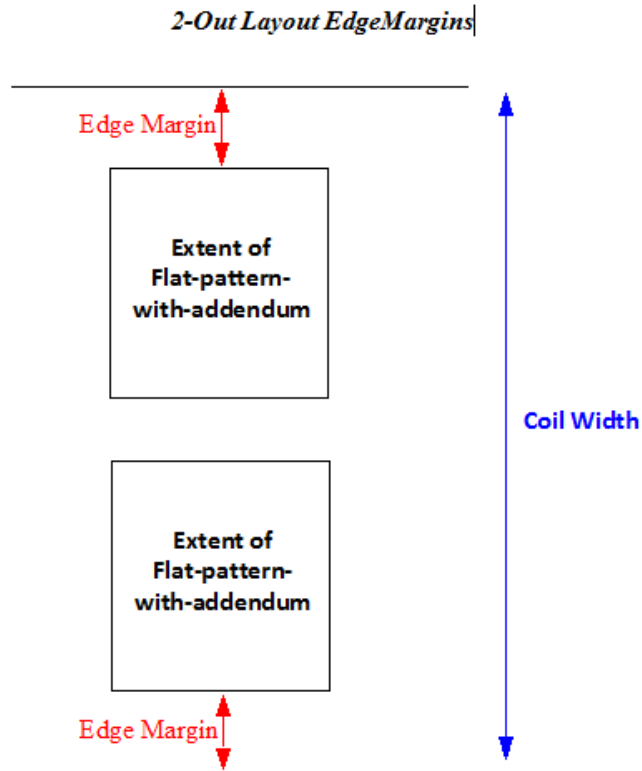 2-Out Layout EdgeMargins
Edge Margin
Extent of
Flat-pattern-
with-addendum
Coil Width
Extent of
Flat-pattern-
with-addendum
Edge Margin